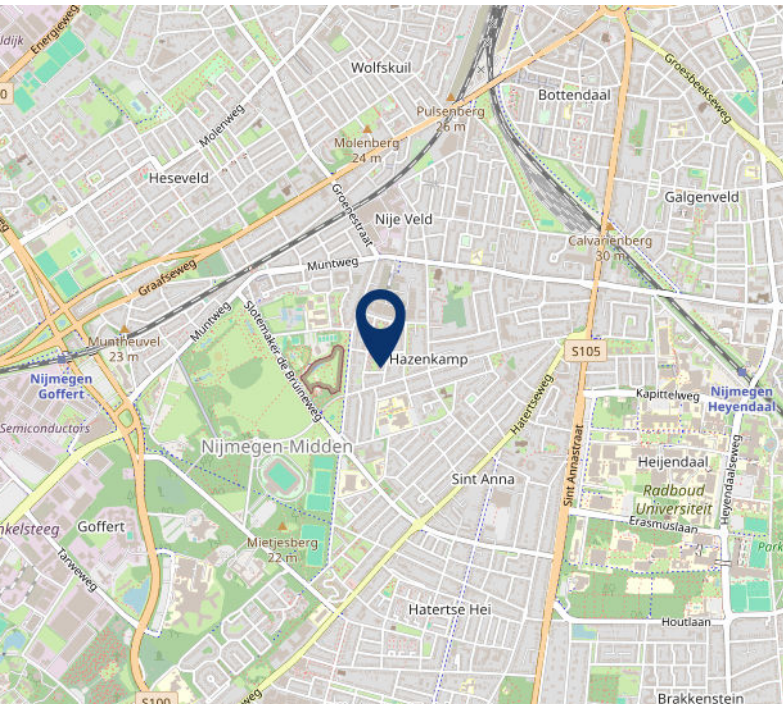 Energieweg
Wolfskuil
Groesbeekseweg
Bottendaal
Pulsenberg
26 m
Molenweg
Molenberg
24 m
Heseveld
Groenestraat
Galgenveld
Nije Veld
Calvariënberg
30 m
Muntweg
Graafseweg
Muntweg
Slotemaker de Bruïneweg
Muntheuvel
23 m
Hazenkamp
S105
Nijmegen
Goffert
Nijmegen
Heyendaal
Kapittelweg
Hatertseweg
Semiconductors
Nijmegen-Midden
Sint Annastraat
Heijendaal
Sint Anna
Radboud
Universiteit
Heyendaalseweg
Erasmuslaan
Goffert
Mietjesberg
22 m
Park
Tarweweg
Hatertse Hei
Houtlaan
S100
Brakkenstein